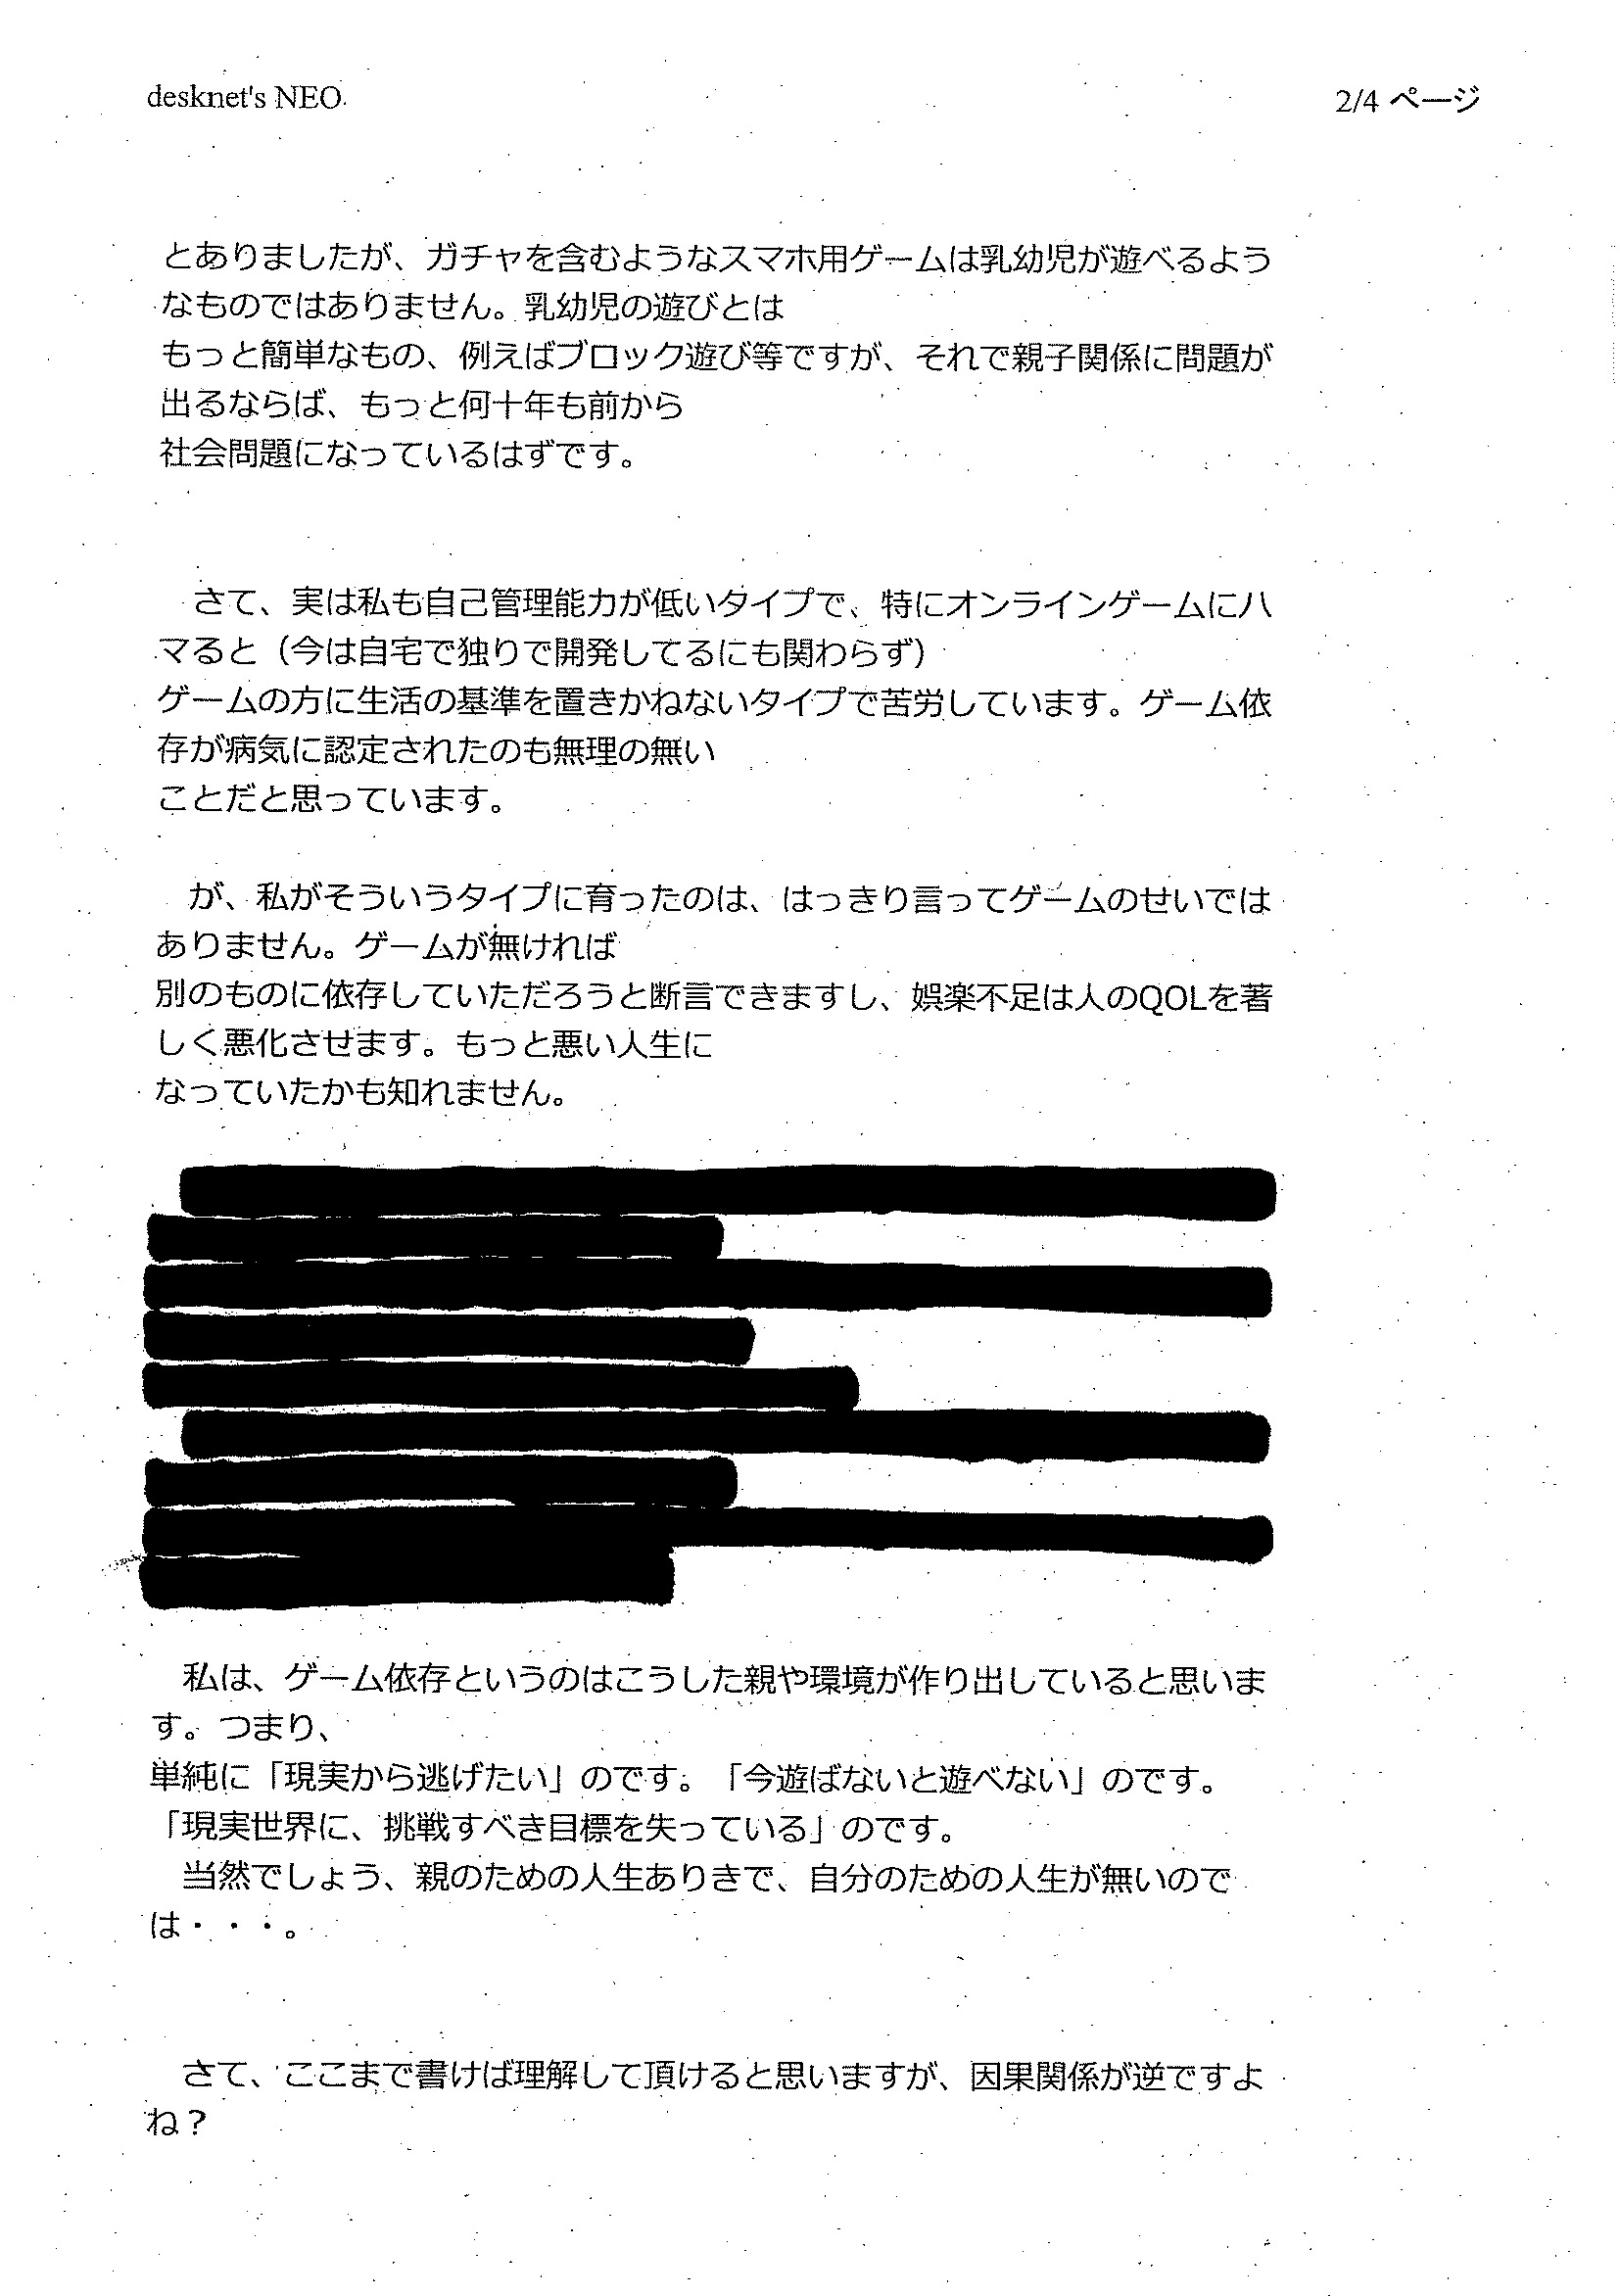 desknet's NEO
2/4 ページ
とありましたが、ガチャを含むようなスマホ用ゲームは乳幼児が遊べるよう
なものではありません。乳幼児の遊びとは
もっと簡単なもの、例えばブロック遊び等ですが、それで親子関係に問題が
出るならば、もっと何十年も前から
社会問題になっているはずです。
さて、実は私も自己管理能力が低いタイプで、特にオンラインゲームにハ
マると（今は自宅で独りで開発してるにも関わらず）
ゲームの方に生活の基準を置きかねないタイプで苦労しています。ゲーム依
存が病気に認定されたのも無理の無い
ことだと思っています。
が、私がそういうタイプに育ったのは、はっきり言ってゲームのせいでは
ありません。ゲームが無ければ
別のものに依存していただろうと断言できますし、娯楽不足は人のQOLを著
しく悪化させます。もっと悪い人生に
なっていたかも知れません。
私は、ゲーム依存というのはこうした親や環境が作り出していると思いま
す。つまり、
単純に「現実から逃げたい」のです。「今遊ばないと遊べない」のです。
「現実世界に、挑戦すべき目標を失っている」のです。
当然でしょう、親のための人生ありきで、自分のための人生が無いので
は・・・。
さて、ここまで書けば理解して頂けると思いますが、因果関係が逆ですよ
ね？